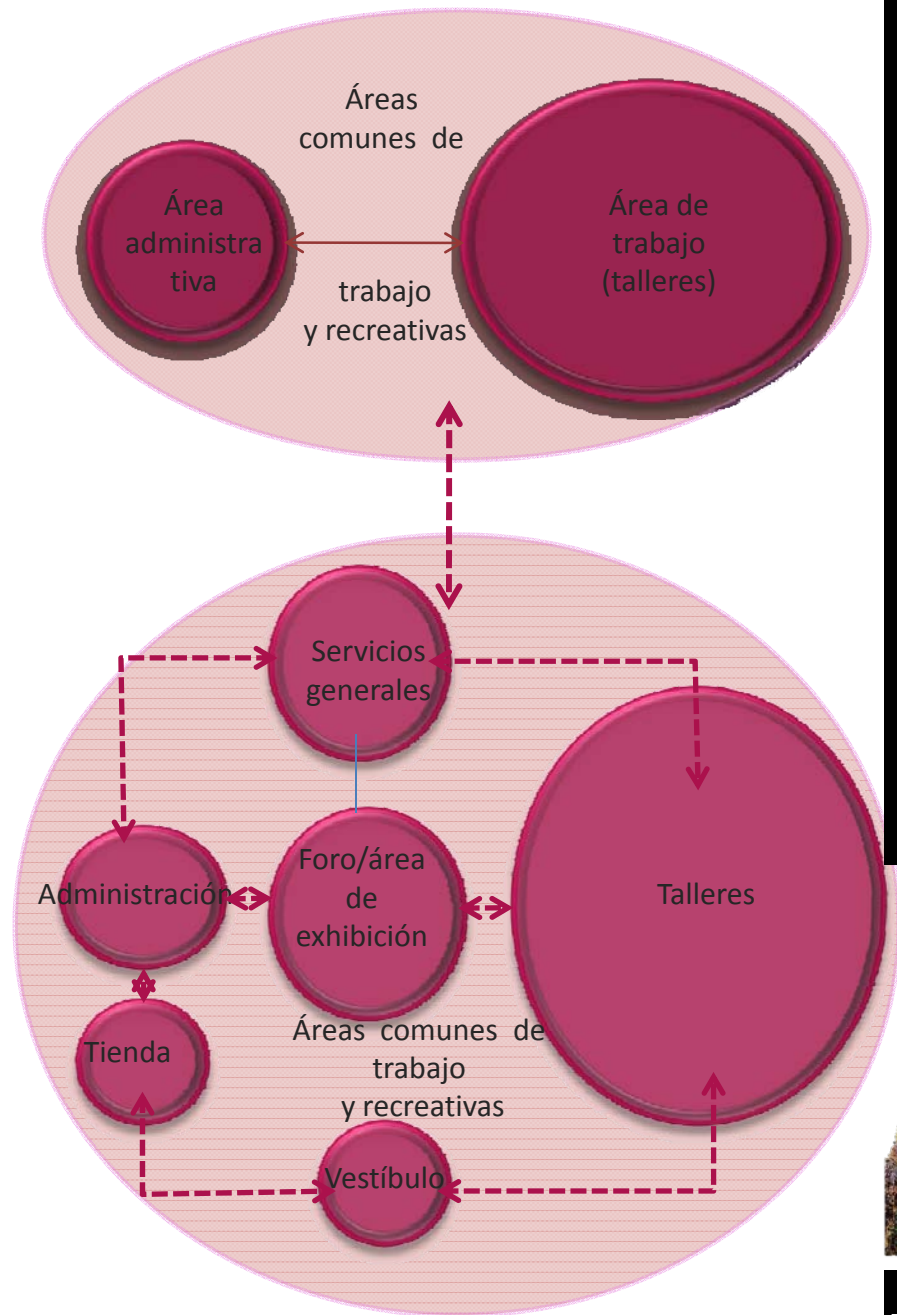 Áreas
comunes de
Área
administra
tiva
Área de
trabajo
(talleres)
trabajo
y recreativas
Servicios
generales
Administración
Foro/área
de
exhibición
Talleres
Tienda
Áreas comunes de
trabajo
y recreativas
Vestíbulo